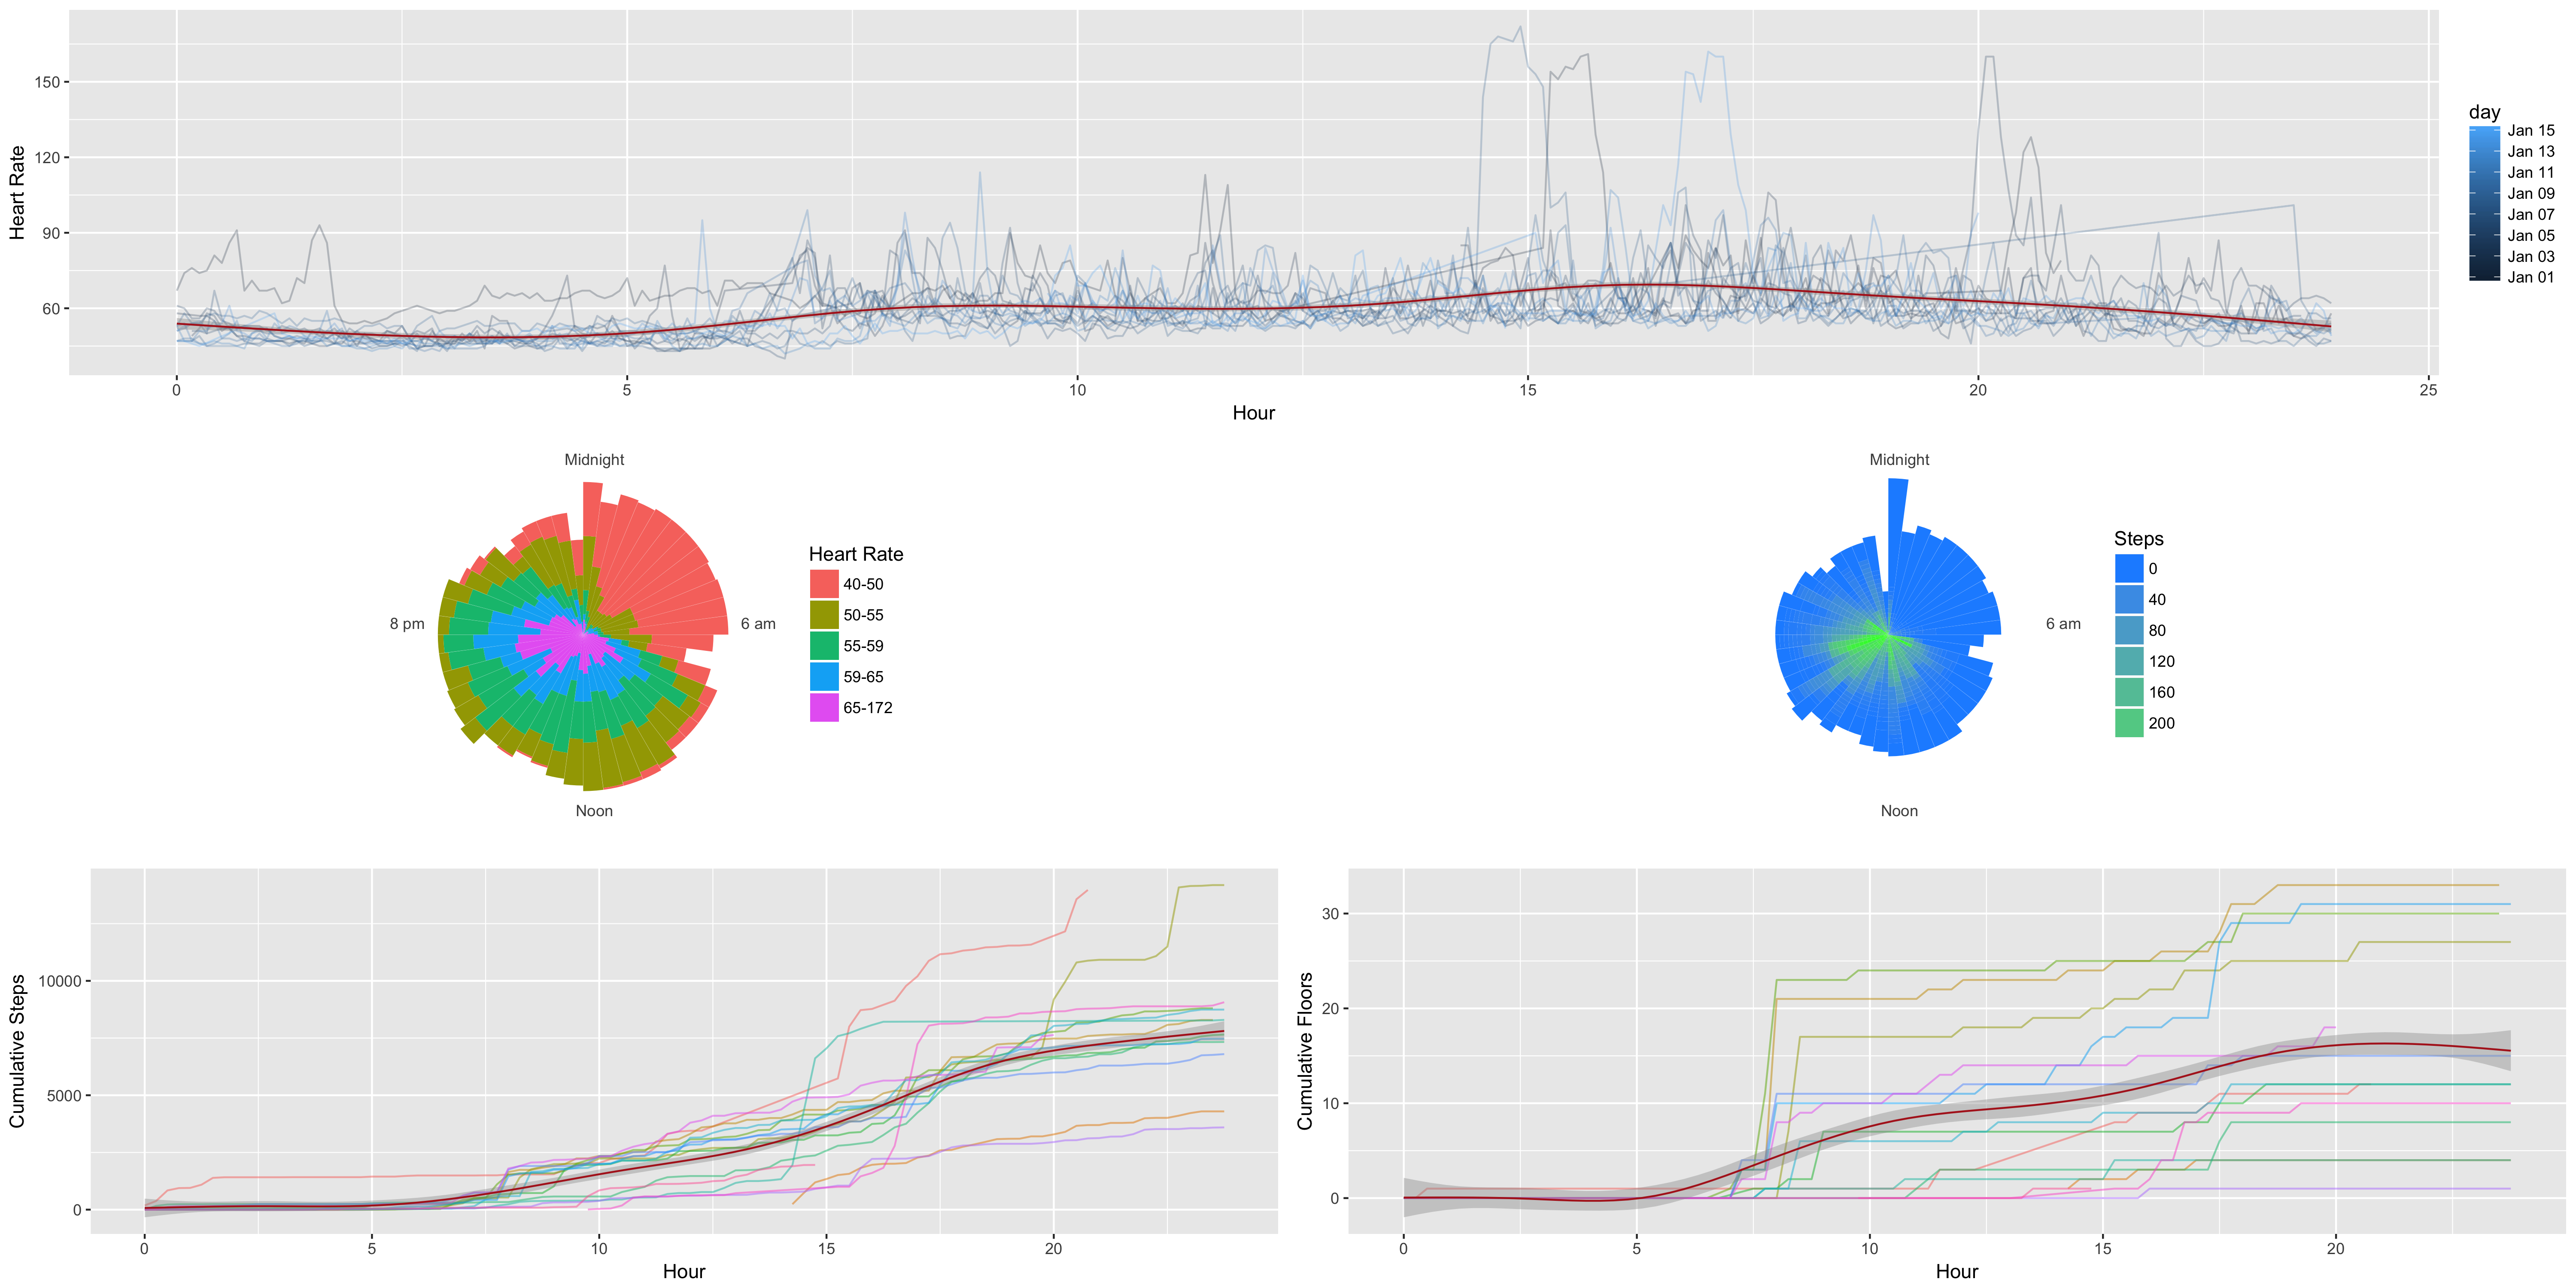 150
120
90
60
Heart Rate
0 5 10 15 20 25
Hour
day
Jan 15
Jan 13
Jan 11
Jan 09
Jan 07
Jan 05
Jan 03
Jan 01
Midnight
8 pm
6 am
Noon
Heart Rate
40-50
50-55
55-59
59-65
65-172
Midnight
6 am
Noon
Steps
0
40
80
120
160
200
10000
5000
0
Cumulative Steps
0 5 10 15 20
Hour
30
20
10
0
Cumulative Floors
0 5 10 15 20
Hour